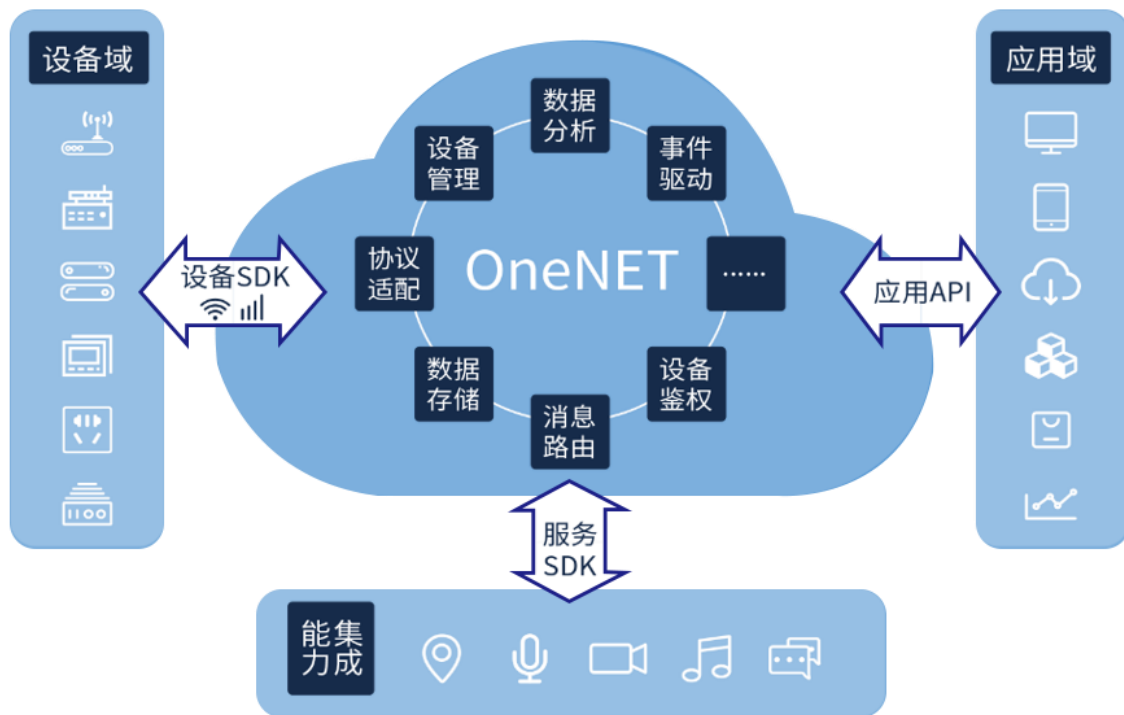 设备域
应用域
数据
分析
设备
管理
事件
驱动
协议
适配
OneNET
……
设备SDK
应用API
数据
存储
设备
鉴权
消息
路由
服务
SDK
能集
力成